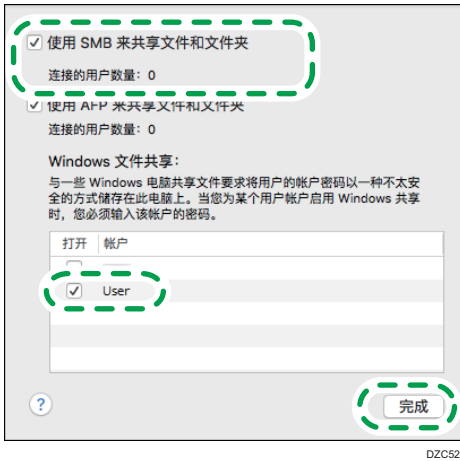 使用 SMB 来共享文件和文件夹
连接的用户数量：0
使用 AFP 来共享文件和文件夹
连接的用户数量：0
Windows 文件共享：
与一些 Windows 电脑共享文件要求将用户的帐户密码以一种不太安
全的方式储存在此电脑上。当您为某个用户帐户启用 Windows 共享
时，您必须输入该帐户的密码。
打开 帐户
User
?
完成
DZC52